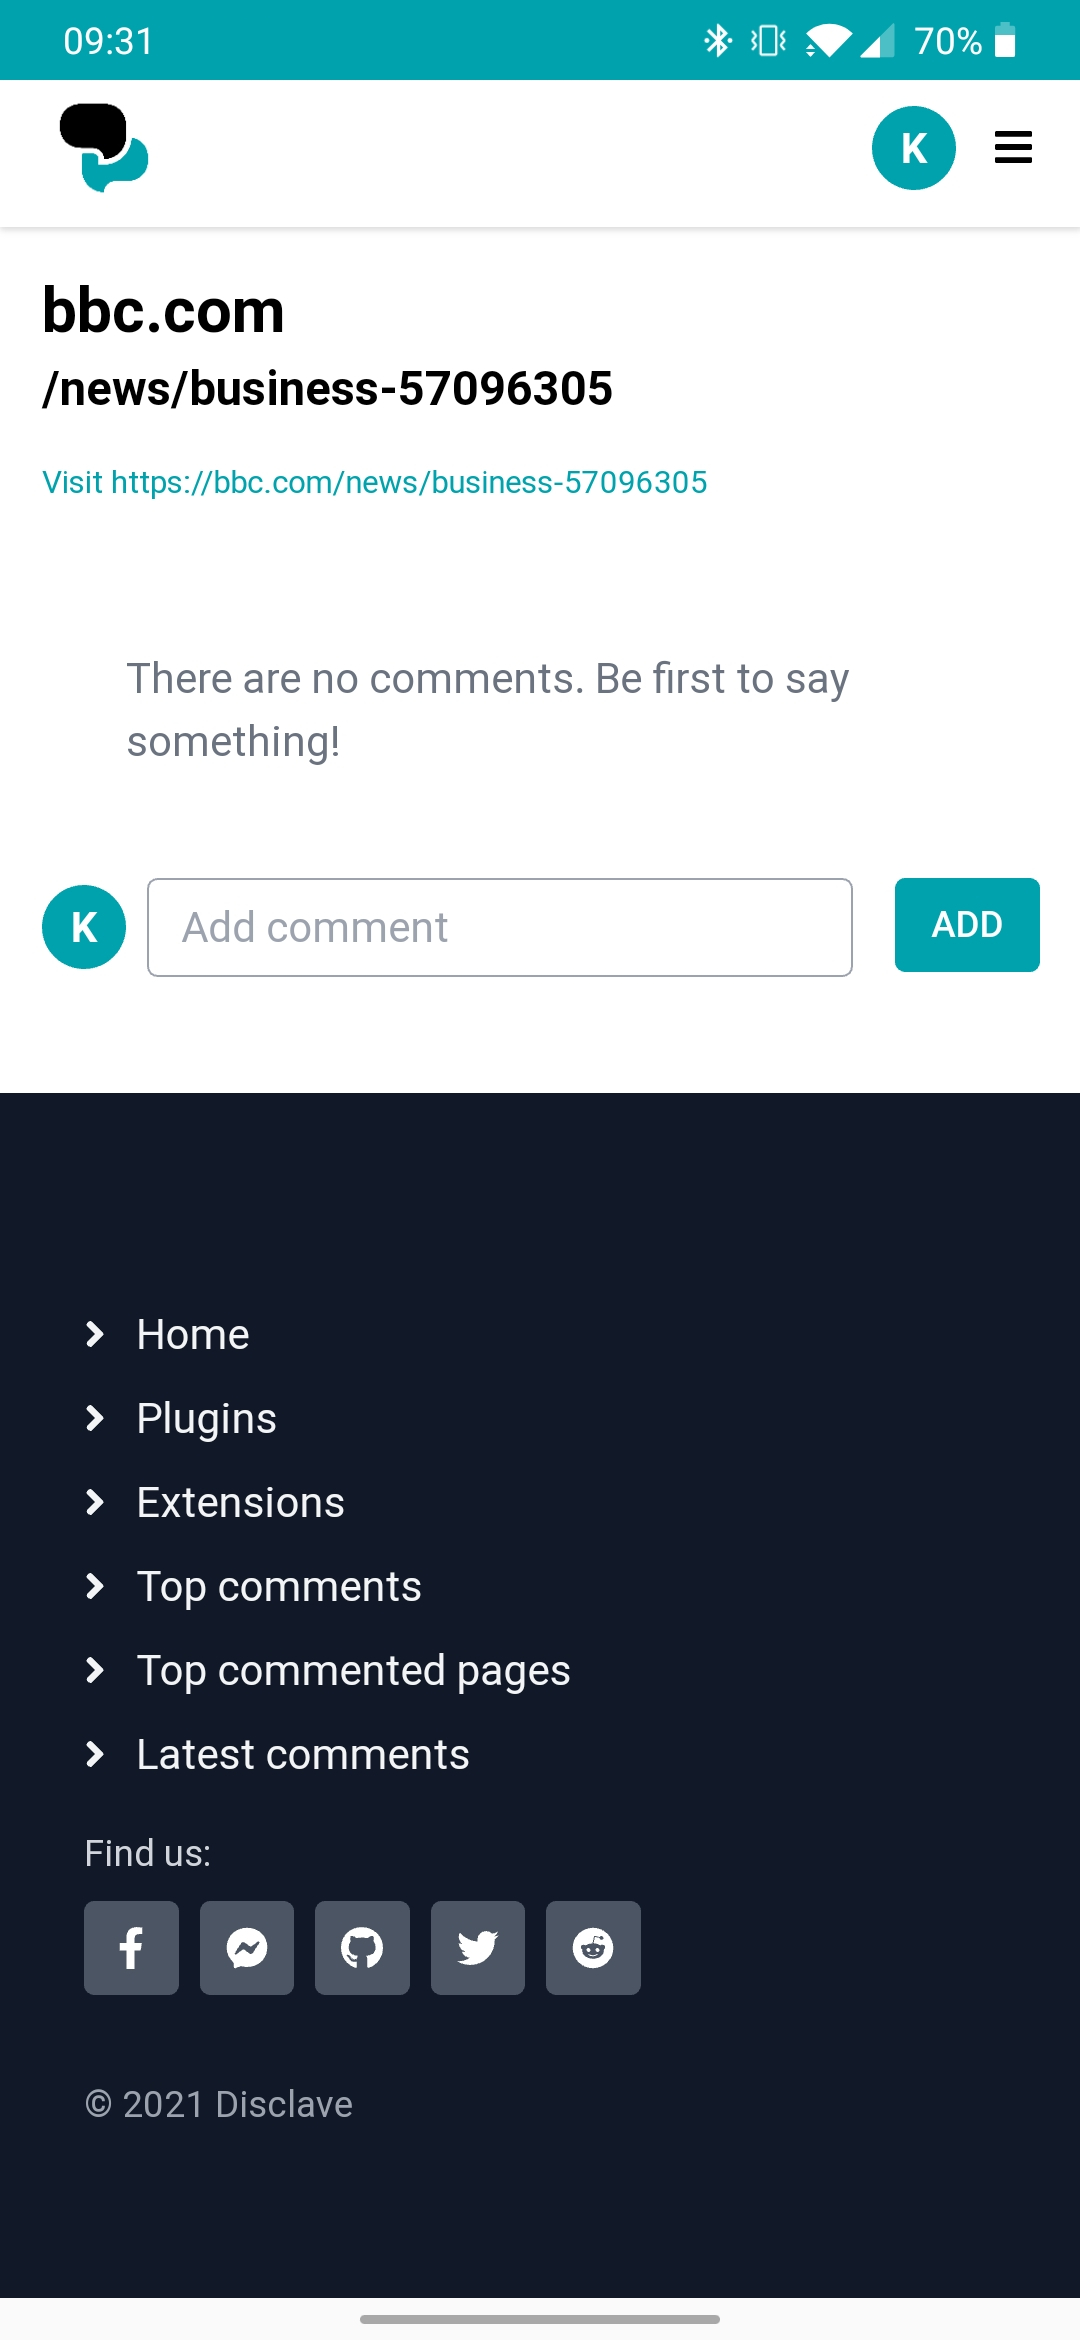 09:31
70%
K
bbc.com
/news/business-57096305
Visit https://bbc.com/news/business-57096305
There are no comments. Be first to say
something!
K
Add comment
ADD
Home
Plugins
Extensions
Top comments
Top commented pages
Latest comments
Find us:
© 2021 Disclave